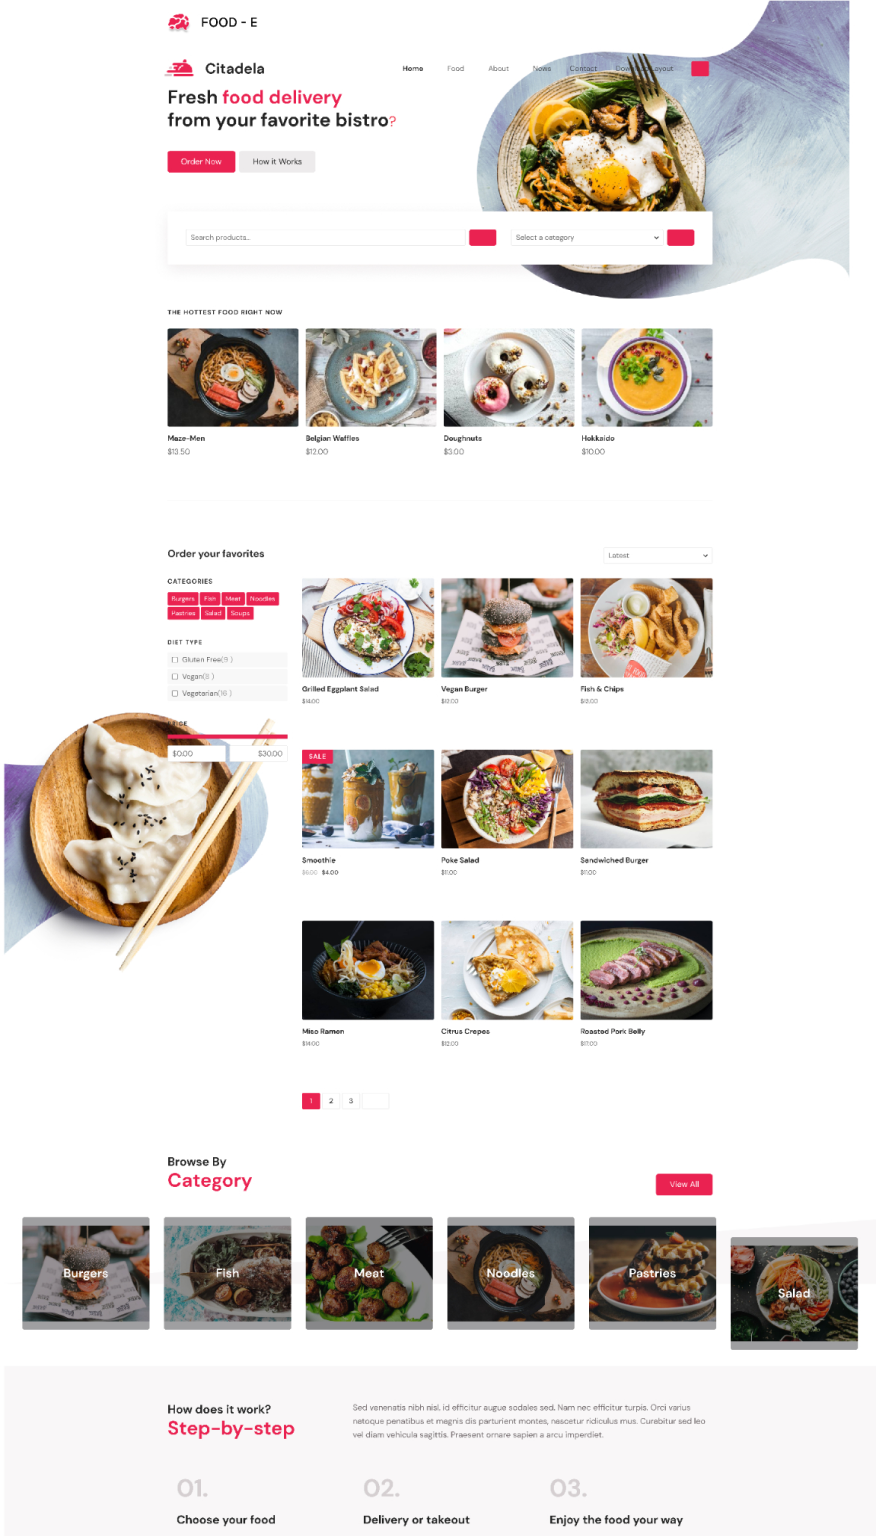 FOOD - E
Citadela
Home Food About News Contact Download Layout
Fresh food delivery
from your favorite bistro?
Order Now How it Works
Search products... Select a category
THE HOTTEST FOOD RIGHT NOW
Maze-Men Belgian Waffles Doughnuts Hokkaido
$13.50 $12.00 $3.00 $10.00
Order your favorites Latest
CATEGORIES
Burgers Fish Meat Noodles
Pastries Salad Soups
DIET TYPE
Gluten Free(9 )
Vegan(8 )
Vegetarian(16 )
PRICE
$0.00 $30.00
Grilled Eggplant Salad Vegan Burger Fish & Chips
$14.00 $12.00 $12.00
SALE
Smoothie Poke Salad Sandwiched Burger
$6.00 $4.00 $11.00 $11.00
Miso Ramen Citrus Crepes Roasted Pork Belly
$14.00 $12.00 $17.00
1 2 3
Browse By
Category
View All
Burgers Fish Meat Noodles Pastries Salad
How does it work?
Step-by-step
Sed venenatis nibh nisl, id efficitur augue sodales sed. Nam nec efficitur turpis. Orci varius
natoque penatibus et magnis dis parturient montes, nascetur ridiculus mus. Curabitur sed leo
vel diam vehicula sagittis. Praesent ornare sapien a arcu imperdiet.
01. 02. 03.
Choose your food Delivery or takeout Enjoy the food your way